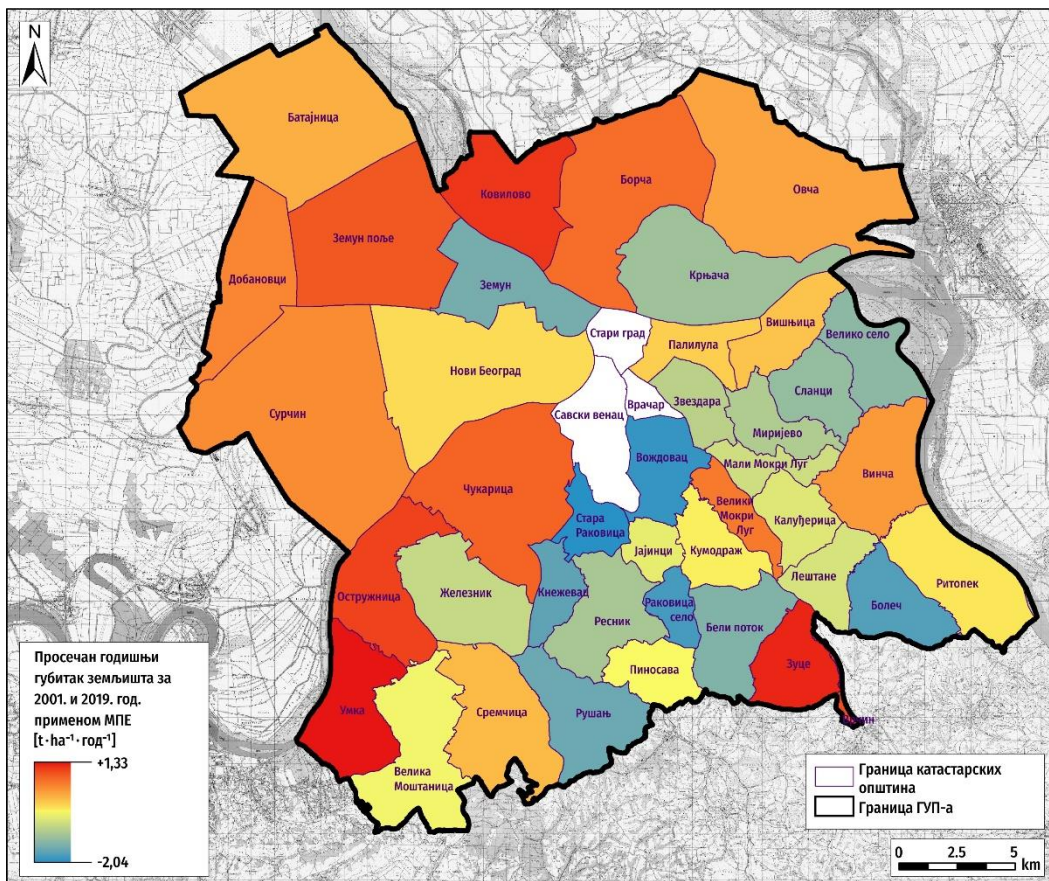 N
Батајница
Ковилово
Борча
Овча
Земун поље
Добановци
Земун
Крњача
Вишњица
Стари град
Велико село
Палилула
Нови Београд
Сланци
Звездара
Врачар
Сурчин
Савски венац
Миријево
Вождовац
Мали Мокри Луг
Винча
Чукарица
Велики
Мокри
Луг
Калуђерица
Стара
Раковица
Јајинци
Кумодраж
Лештане
Ритопек
Остружница
Железник
Кнежевац
Раковица
село
Болеч
Ресник
Бели поток
Зуце
Пиносава
Умка
Сремчица
Рушањ
Велика
Моштаница
Просечан годишњи
губитак земљишта за
2001. и 2019. год.
применом МПЕ
[t·ha⁻¹·год⁻¹]
+1,33
-2,04
Граница катастарских
општина
Граница ГУП-а
0 2.5 5
km